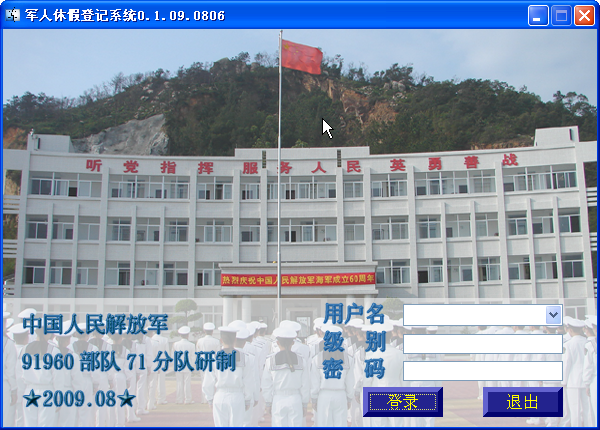 军人休假登记系统0.1.09.0806
听党指挥服务人民英勇善战
热烈庆祝中国人民解放军海军成立60周年
中国人民解放军
91960 部队 71 分队研制
★2009.08★
用户名
级 别
密 码
登录
退出